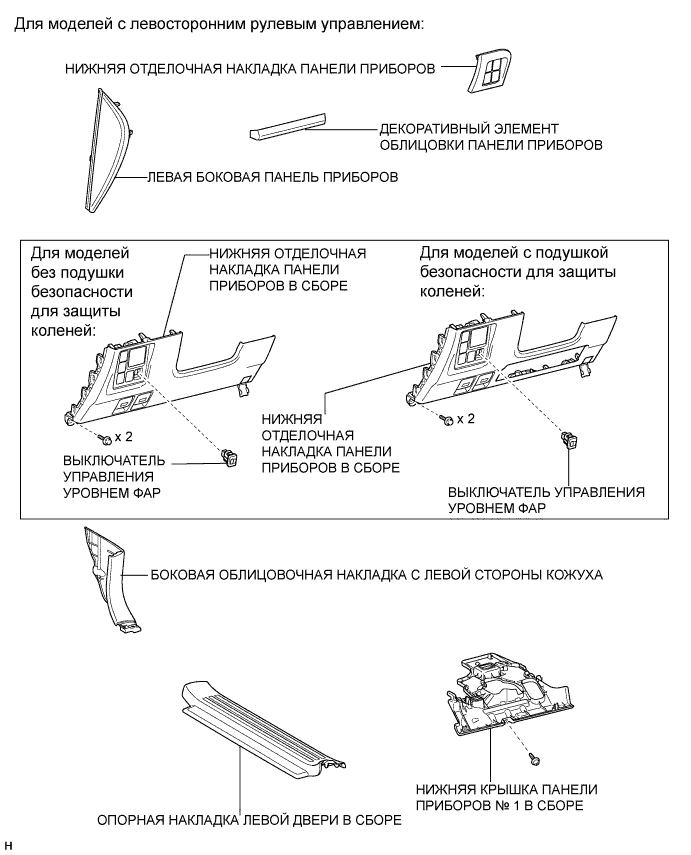 Для моделей с левосторонним рулевым управлением:
НИЖНЯЯ ОТДЕЛОЧНАЯ НАКЛАДКА ПАНЕЛИ ПРИБОРОВ
ДЕКОРАТИВНЫЙ ЭЛЕМЕНТ
ОБЛИЦОВКИ ПАНЕЛИ ПРИБОРОВ
ЛЕВАЯ БОКОВАЯ ПАНЕЛЬ ПРИБОРОВ
Для моделей
без подушки
безопасности
для защиты
коленей:
НИЖНЯЯ ОТДЕЛОЧНАЯ
НАКЛАДКА ПАНЕЛИ
ПРИБОРОВ В СБОРЕ
Для моделей с подушкой
безопасности для защиты
коленей:
x 2
x 2
НИЖНЯЯ
ОТДЕЛОЧНАЯ
НАКЛАДКА ПАНЕЛИ
ПРИБОРОВ В СБОРЕ
ВЫКЛЮЧАТЕЛЬ
УПРАВЛЕНИЯ
УРОВНЕМ ФАР
ВЫКЛЮЧАТЕЛЬ УПРАВЛЕНИЯ
УРОВНЕМ ФАР
БОКОВАЯ ОБЛИЦОВОЧНАЯ НАКЛАДКА С ЛЕВОЙ СТОРОНЫ КОЖУХА
НИЖНЯЯ КРЫШКА ПАНЕЛИ
ПРИБОРОВ № 1 В СБОРЕ
ОПОРНАЯ НАКЛАДКА ЛЕВОЙ ДВЕРИ В СБОРЕ
H